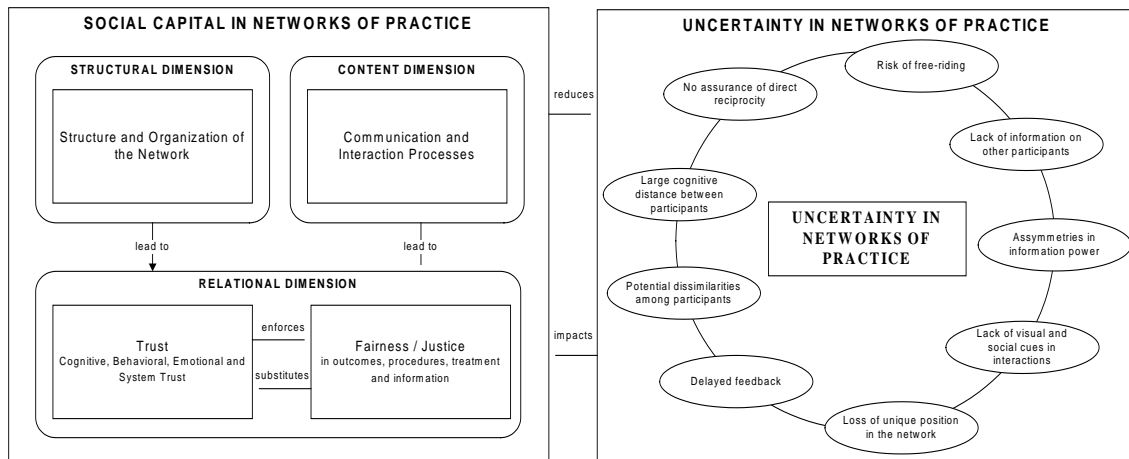 SOCIAL CAPITAL IN NETWORKS OF PRACTICE
STRUCTURAL DIMENSION
Structure and Organization of
the Network
CONTENT DIMENSION
Communication and
Interaction Processes
lead to
lead to
RELATIONAL DIMENSION
Trust
Cognitive, Behavioral, Emotional and
System Trust
enforces
substitutes
Fairness / Justice
in outcomes, procedures, treatment
and information
reduces
impacts
UNCERTAINTY IN NETWORKS OF PRACTICE
Risk of free-riding
No assurance of direct
reciprocity
Lack of information on
other participants
Large cognitive
distance between
participants
UNCERTAINTY IN
NETWORKS OF
PRACTICE
Assymmetries in
information power
Potential dissimilarities
among participants
Lack of visual and
social cues in
interactions
Delayed feedback
Loss of unique position
in the network